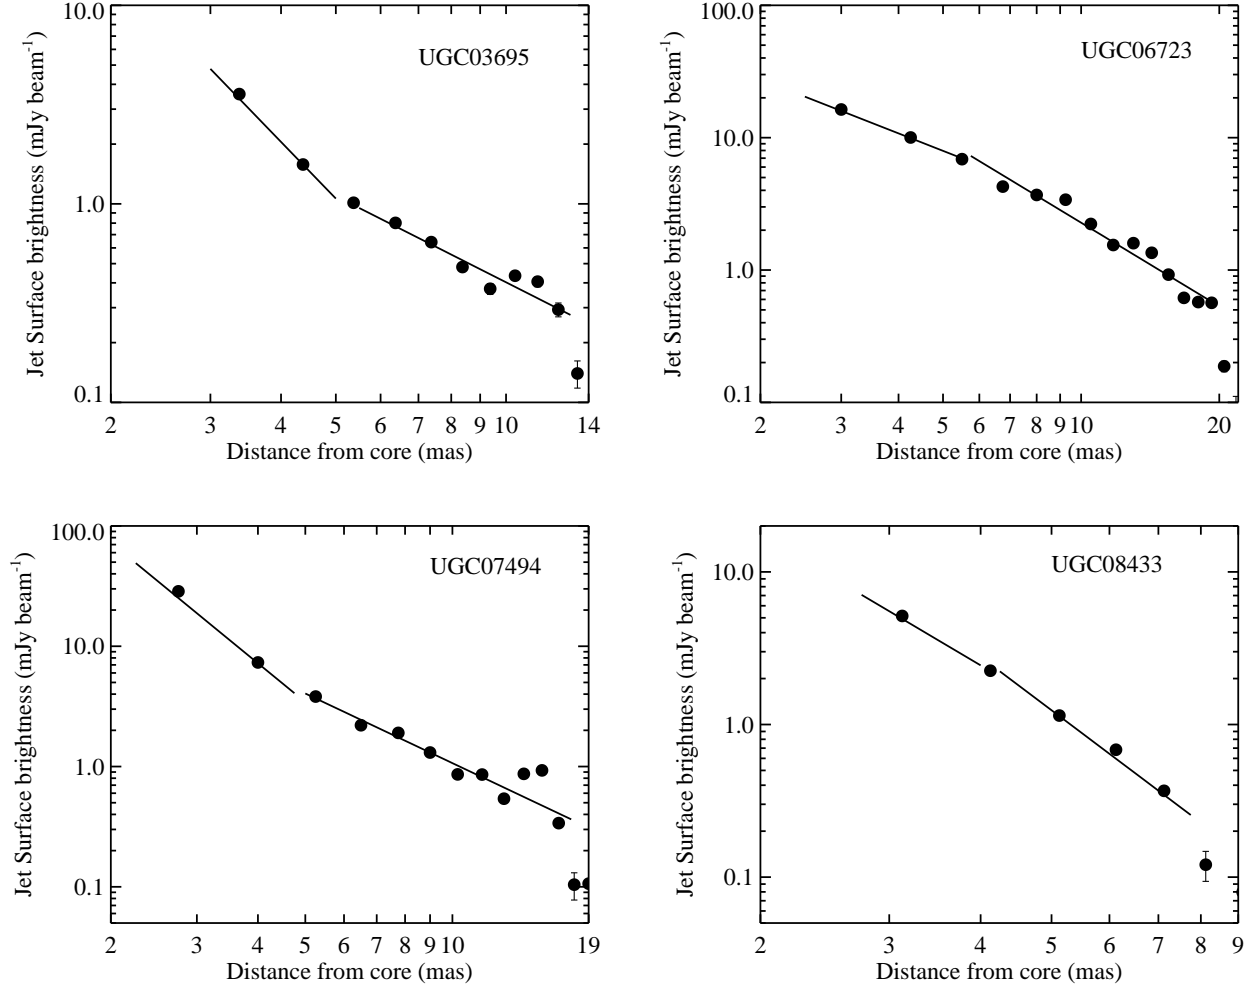 UGC03695
Jet Surface brightness (mJy beam-1)
10.0
1.0
0.1
2 3 4 5 6 7 8 9 10 14
Distance from core (mas)
UGC06723
Jet Surface brightness (mJy beam-1)
100.0
10.0
1.0
0.1
2 3 4 5 6 7 8 9 10 20
Distance from core (mas)
UGC07494
Jet Surface brightness (mJy beam-1)
100.0
10.0
1.0
0.1
2 3 4 5 6 7 8 9 10 19
Distance from core (mas)
UGC08433
Jet Surface brightness (mJy beam-1)
10.0
1.0
0.1
2 3 4 5 6 7 8 9
Distance from core (mas)